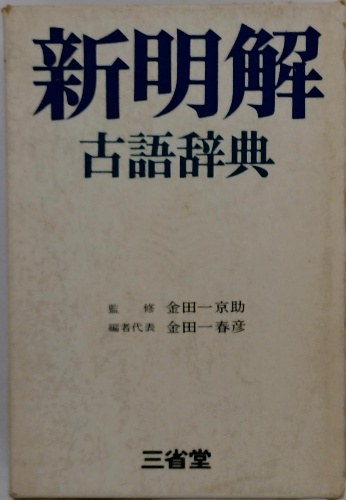 新明解
古語辞典
監修 金田一京助
編者代表 金田一春彦
三省堂